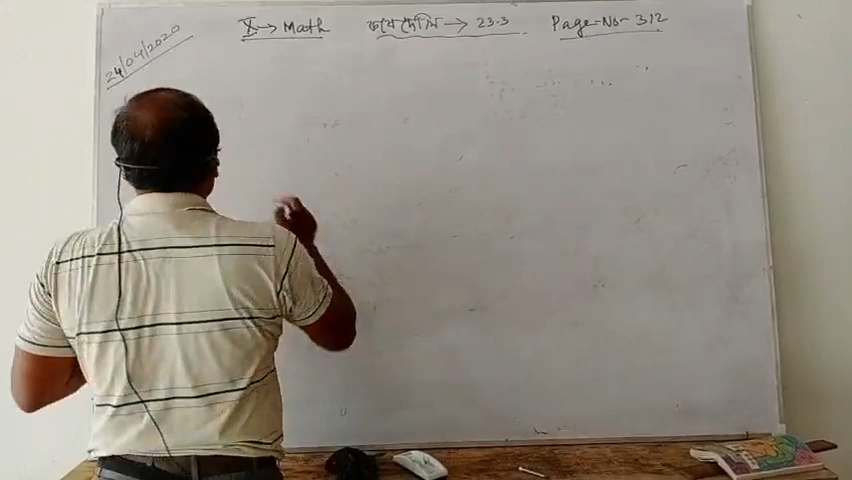 24/04/2020
X → Math কষে দেখি → 23.3 Page-No- 312